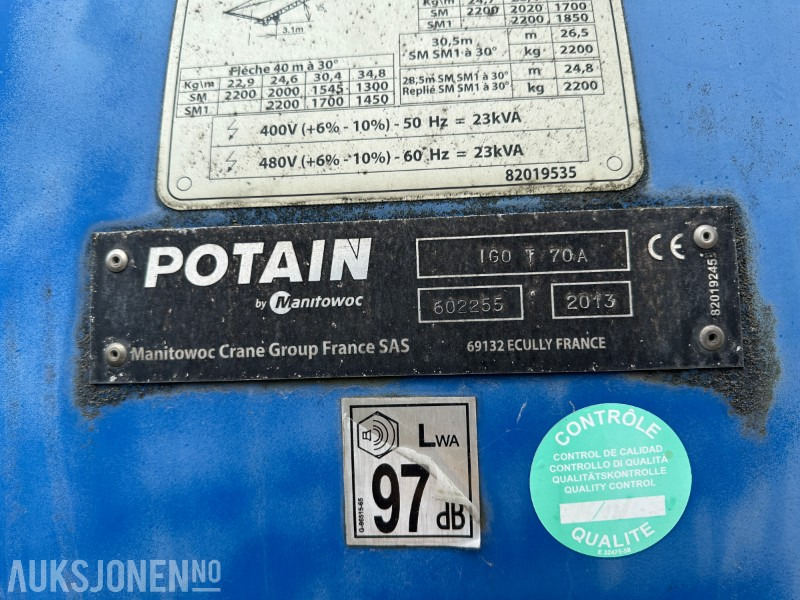 3.1m
SM 2200 2020 1700
SM1 2200 1850
30,5m m 26,5
SM SM1 à 30° kg 2200
28,5m SM SM1 à 30° m 24,8
Replié SM SM1 à 30° kg 2200
Flèche 40 m à 30°
Kg\m 22,9 24,6 30,4 34,8
SM 2200 2000 1545 1300
SM1 2200 1700 1450
400V (+6% - 10%) - 50 Hz = 23kVA
480V (+6% - 10%) - 60 Hz = 23kVA
82019535
POTAIN
by Manitowoc
IGO T 70A
602255 2013
CE
82019245
Manitowoc Crane Group France SAS 69132 ECULLY FRANCE
LWA
97 dB
G-86515-65
CONTRÔLE
CONTROL DE CALIDAD
CONTROLLO DI QUALITÀ
QUALITÄTSKONTROLLE
QUALITY CONTROL
QUALITE
E 32475-58
AUKSJONEN.NO